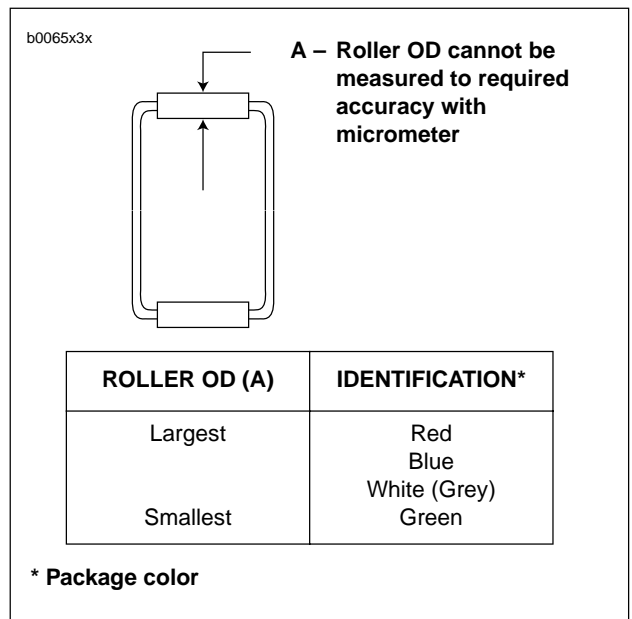 b0065x3x
A – Roller OD cannot be
measured to required
accuracy with
micrometer
ROLLER OD (A) IDENTIFICATION*
Largest Red
Blue
White (Grey)
Smallest Green
* Package color